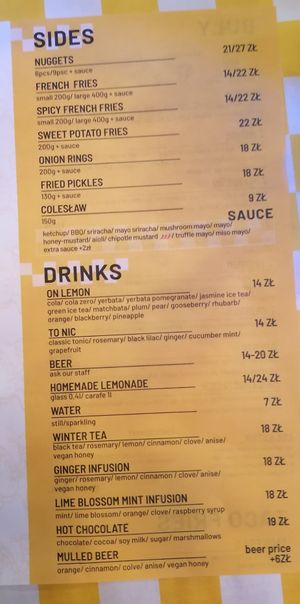 SIDES
NUGGETS 21/27 ZŁ
6pcs/9psc + sauce
FRENCH FRIES 14/22 ZŁ
small 200g/ large 400g + sauce
SPICY FRENCH FRIES 14/22 ZŁ
small 200g/ large 400g + sauce
SWEET POTATO FRIES 22 ZŁ
200g + sauce
ONION RINGS 18 ZŁ
200g + sauce
FRIED PICKLES 18 ZŁ
130g + sauce
COLESŁAW 9 ZŁ
150g
SAUCE
ketchup/ BBQ/ sriracha/ mayo sriracha/ mushroom mayo/ mayo/
honey-mustard/ aioli/ chipotle mustard / truffle mayo/ miso mayo/
extra sauce +2zł
DRINKS
ON LEMON 14 ZŁ
cola/ cola zero/ yerbata/ yerbata pomegranate/ jasmine ice tea/
green ice tea/ matchbata/ plum/ pear/ gooseberry/ rhubarb/
orange/ blackberry/ pineapple
TO NIC 14 ZŁ
classic tonic/ rosemary/ black lilac/ ginger/ cucumber mint/
grapefruit
BEER 14-20 ZŁ
ask our staff
HOMEMADE LEMONADE 14/24 ZŁ
glass 0,4l/ carafe 1l
WATER 7 ZŁ
still/sparkling
WINTER TEA 18 ZŁ
black tea/ rosemary/ lemon/ cinnamon/ clove/ anise/
vegan honey
GINGER INFUSION 18 ZŁ
ginger/ rosemary/ lemon/ cinnamon/ clove/ anise/
vegan honey
LIME BLOSSOM MINT INFUSION 18 ZŁ
mint/ lime blossom/ orange/ clove/ raspberry syrup
HOT CHOCOLATE 19 ZŁ
chocolate/ cocoa/ soy milk/ sugar/ marshmallows
MULLED BEER beer price
+6ZŁ
orange/ cinnamon/ colve/ anise/ vegan honey